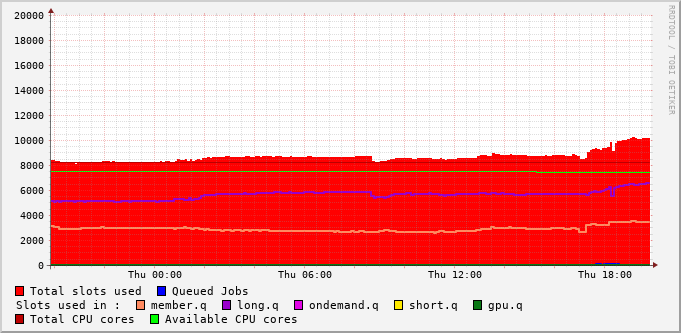 RRDTOOL / TOBI OETIKER
20000
18000
16000
14000
12000
10000
8000
6000
4000
2000
0
Thu 00:00 Thu 06:00 Thu 12:00 Thu 18:00
Total slots used Queued Jobs
Slots used in : member.q long.q ondemand.q short.q gpu.q
Total CPU cores Available CPU cores